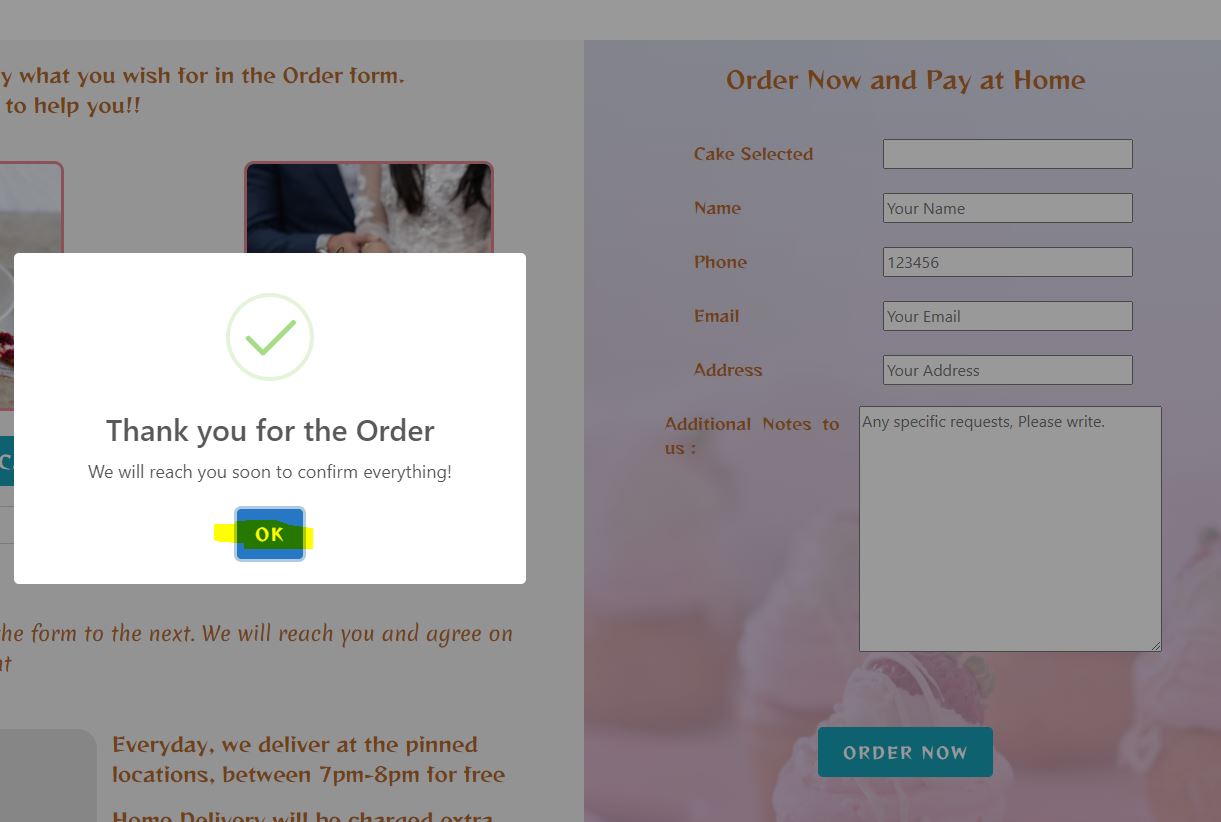 y what you wish for in the Order form.
to help you!!
Thank you for the Order
We will reach you soon to confirm everything!
OK
the form to the next. We will reach you and agree on
Everyday, we deliver at the pinned
locations, between 7pm-8pm for free
Home Delivery will be charged extra
Order Now and Pay at Home
Cake Selected
Name
Your Name
Phone
123456
Email
Your Email
Address
Your Address
Additional Notes to
us :
Any specific requests, Please write.
ORDER NOW